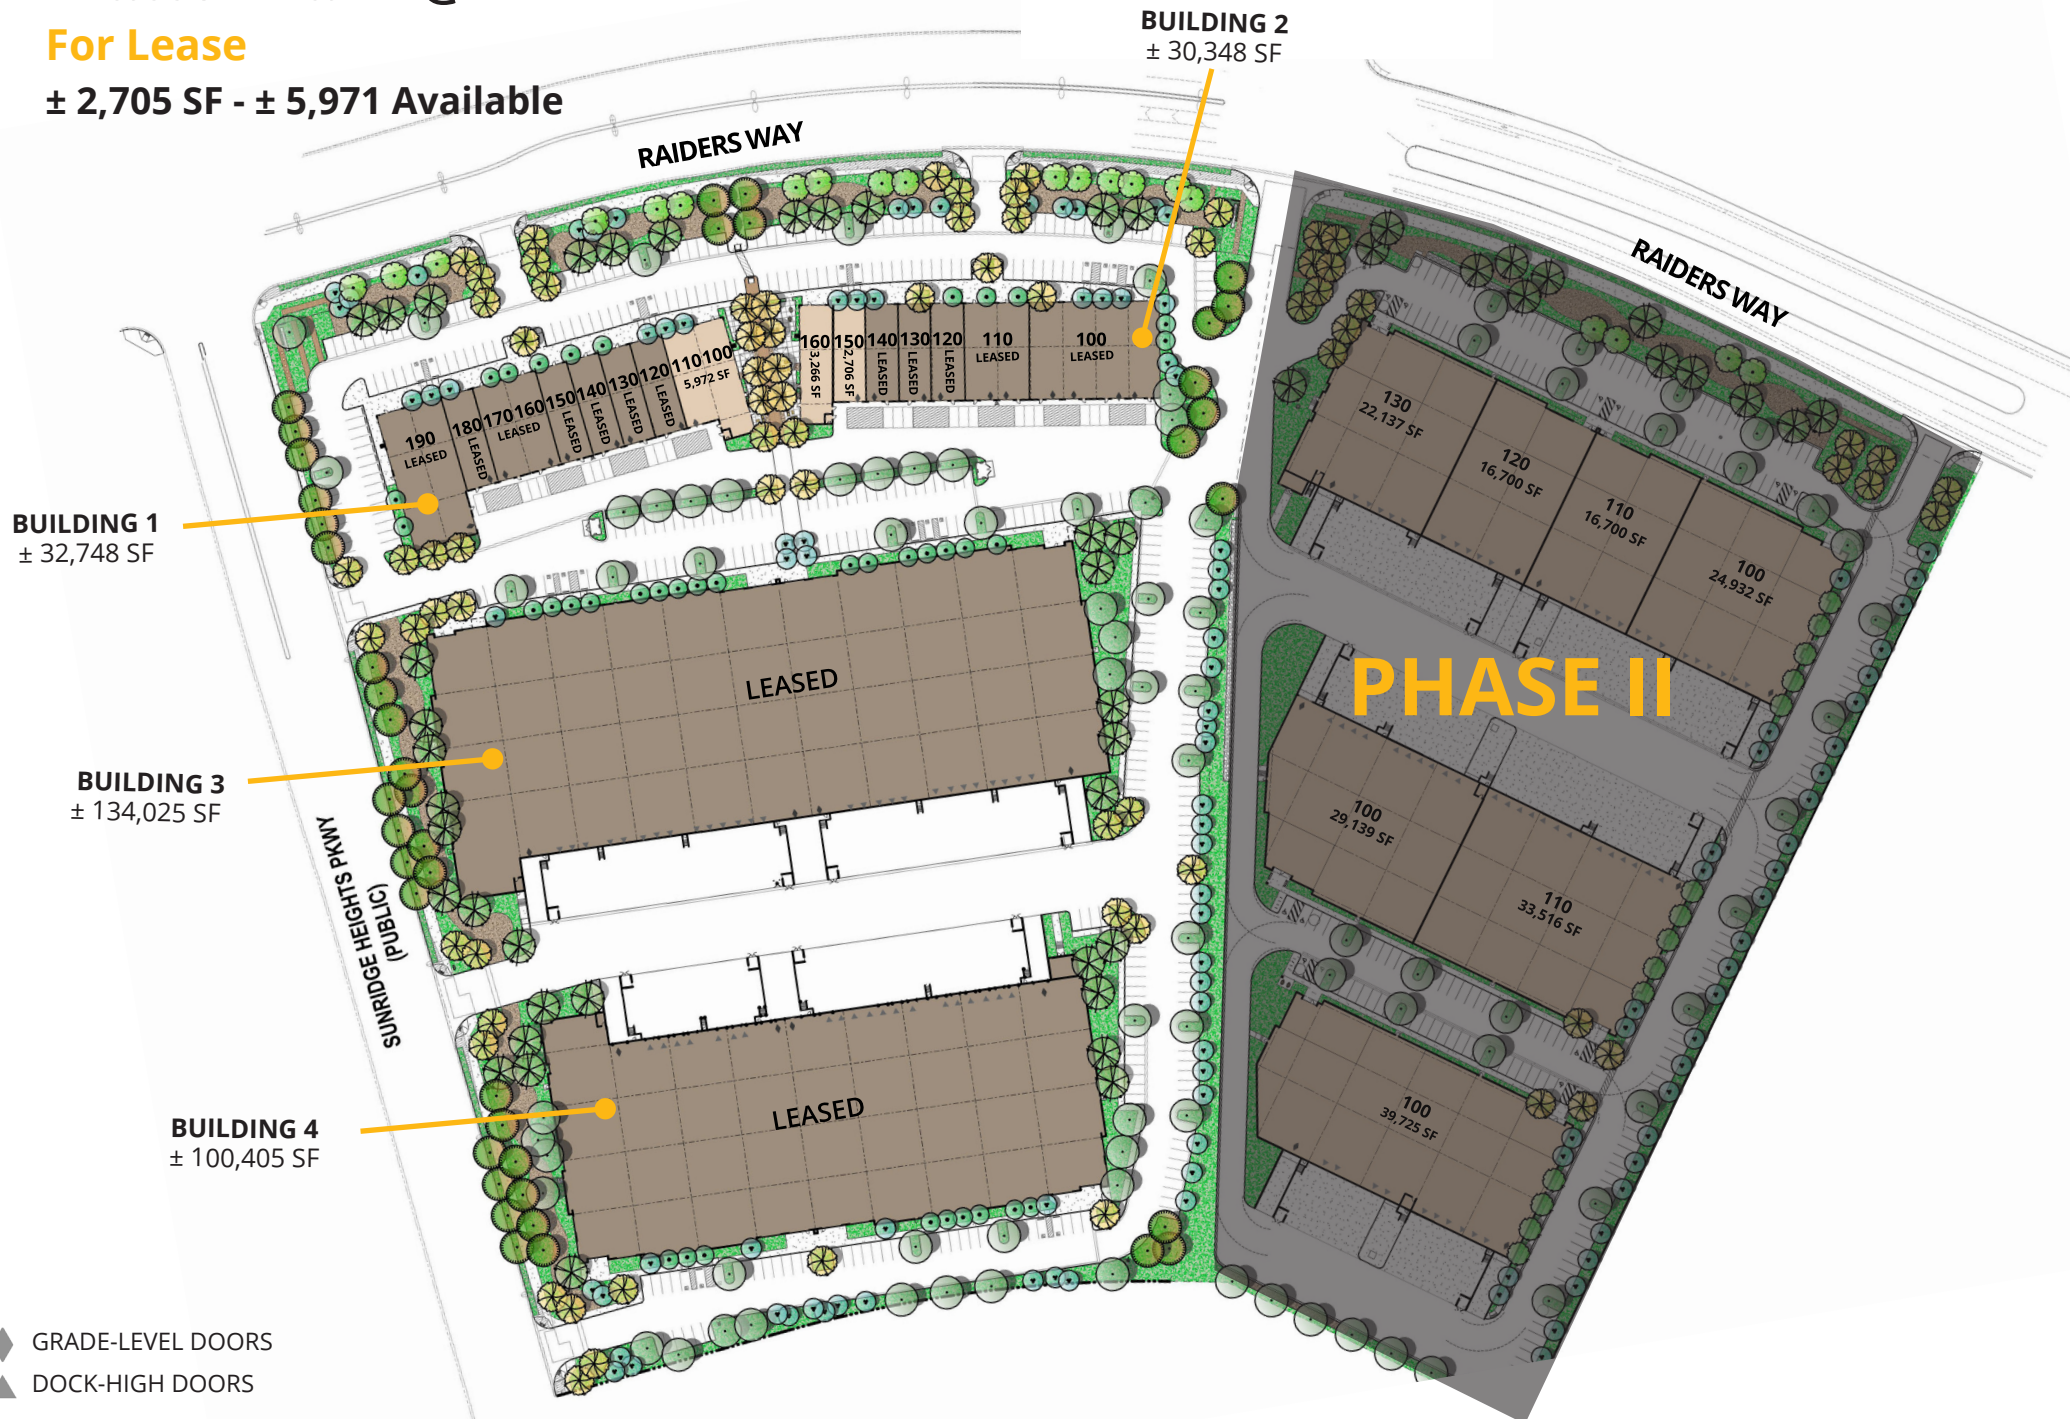 For Lease
± 2,705 SF - ± 5,971 Available
BUILDING 2
± 30,348 SF
RAIDERS WAY
RAIDERS WAY
BUILDING 1
± 32,748 SF
190
LEASED
180
LEASED
170 160
LEASED
150
LEASED
140
LEASED
130
LEASED
120
LEASED
110 100
5,972 SF
160
3,266 SF
150
2,706 SF
140
LEASED
130
LEASED
120
LEASED
110
LEASED
100
LEASED
130
22,137 SF
120
16,700 SF
110
16,700 SF
100
24,932 SF
PHASE II
LEASED
BUILDING 3
± 134,025 SF
100
29,139 SF
110
33,516 SF
SUNRIDGE HEIGHTS PKWY
(PUBLIC)
LEASED
BUILDING 4
± 100,405 SF
100
39,725 SF
GRADE-LEVEL DOORS
DOCK-HIGH DOORS